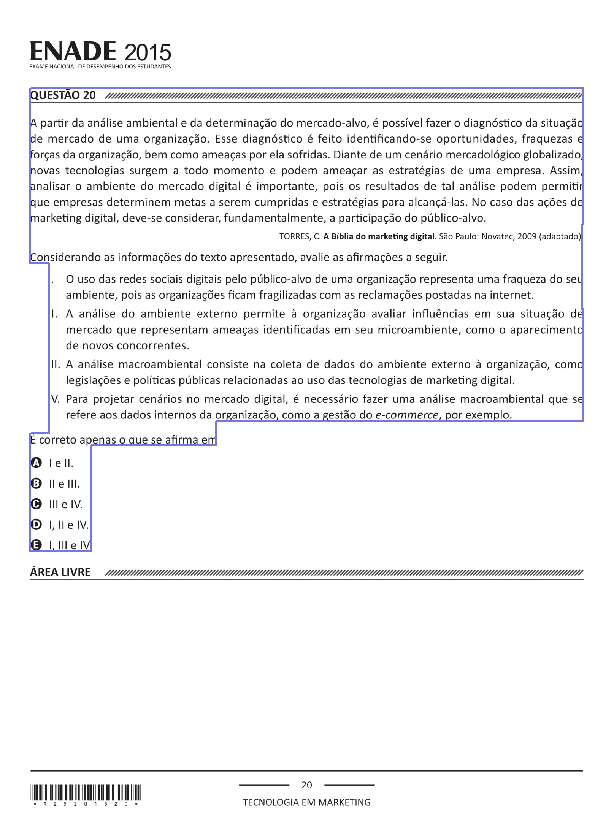 ENADE 2015
EXAME NACIONAL DE DESEMPENHO DOS ESTUDANTES
QUESTÃO 20
A partir da análise ambiental e da determinação do mercado-alvo, é possível fazer o diagnóstico da situação
de mercado de uma organização. Esse diagnóstico é feito identificando-se oportunidades, fraquezas e
forças da organização, bem como ameaças por ela sofridas. Diante de um cenário mercadológico globalizado,
novas tecnologias surgem a todo momento e podem ameaçar as estratégias de uma empresa. Assim,
analisar o ambiente do mercado digital é importante, pois os resultados de tal análise podem permitir
que empresas determinem metas a serem cumpridas e estratégias para alcançá-las. No caso das ações de
marketing digital, deve-se considerar, fundamentalmente, a participação do público-alvo.
TORRES, C. A Bíblia do marketing digital. São Paulo: Novatec, 2009 (adaptado).
Considerando as informações do texto apresentado, avalie as afirmações a seguir.
. O uso das redes sociais digitais pelo público-alvo de uma organização representa uma fraqueza do seu
ambiente, pois as organizações ficam fragilizadas com as reclamações postadas na internet.
I. A análise do ambiente externo permite à organização avaliar influências em sua situação de
mercado que representam ameaças identificadas em seu microambiente, como o aparecimento
de novos concorrentes.
II. A análise macroambiental consiste na coleta de dados do ambiente externo à organização, como
legislações e políticas públicas relacionadas ao uso das tecnologias de marketing digital.
V. Para projetar cenários no mercado digital, é necessário fazer uma análise macroambiental que se
refere aos dados internos da organização, como a gestão do e-commerce, por exemplo.
É correto apenas o que se afirma em
A I e II.
B II e III.
C III e IV.
D I, II e IV.
E I, III e IV
ÁREA LIVRE
20
TECNOLOGIA EM MARKETING